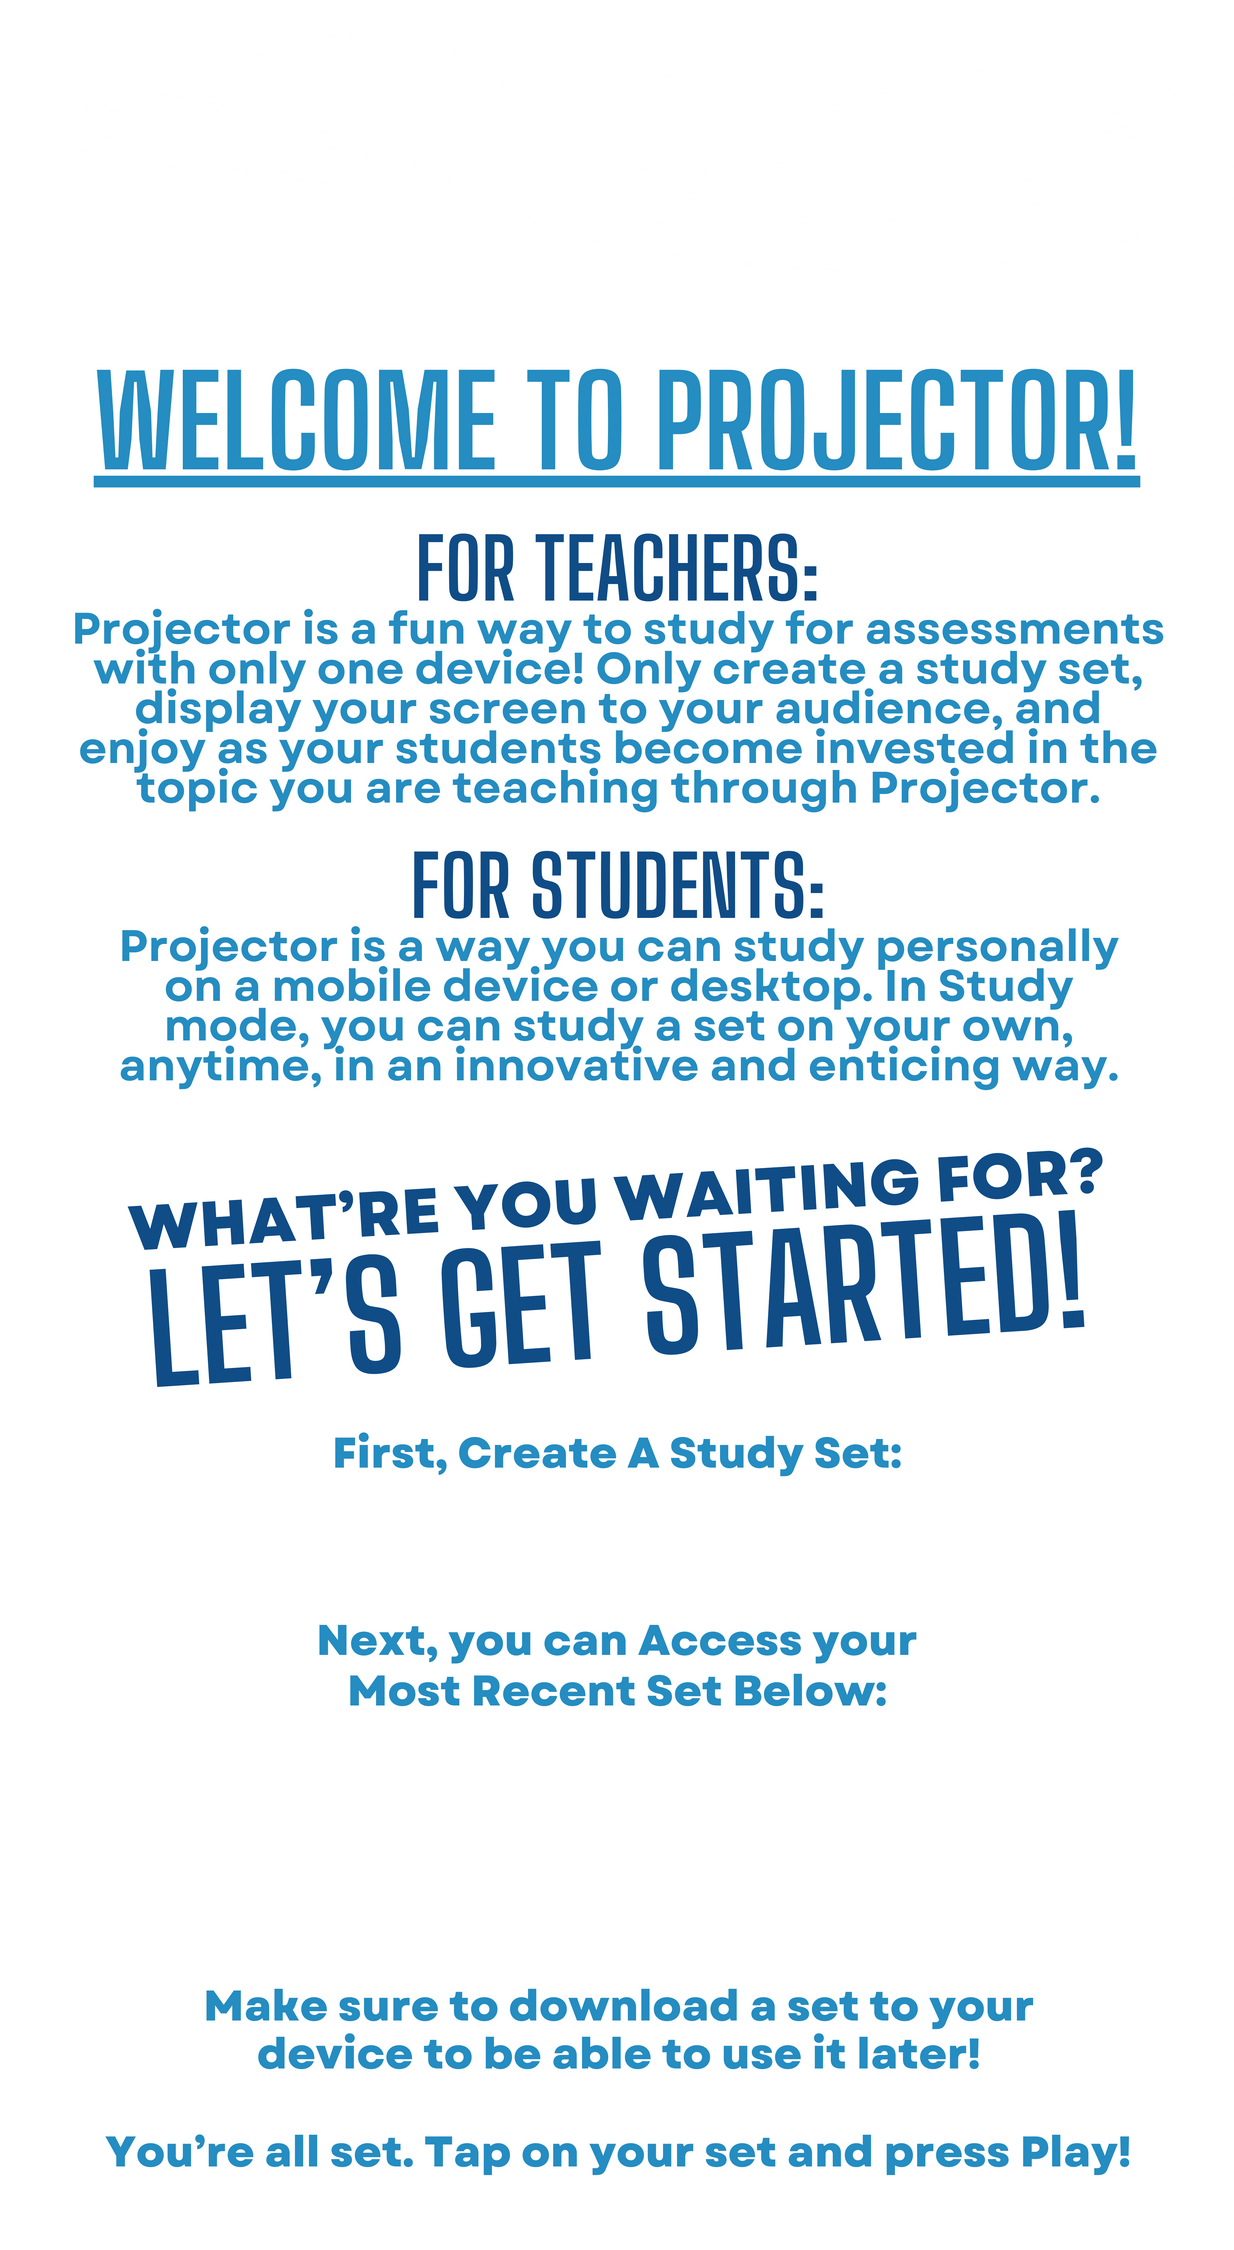 WELCOME TO PROJECTOR!
FOR TEACHERS:
Projector is a fun way to study for assessments
with only one device! Only create a study set,
display your screen to your audience, and
enjoy as your students become invested in the
topic you are teaching through Projector.
FOR STUDENTS:
Projector is a way you can study personally
on a mobile device or desktop. In Study
mode, you can study a set on your own,
anytime, in an innovative and enticing way.
WHAT’RE YOU WAITING FOR?
LET’S GET STARTED!
First, Create A Study Set:
Next, you can Access your
Most Recent Set Below:
Make sure to download a set to your
device to be able to use it later!
You’re all set. Tap on your set and press Play!